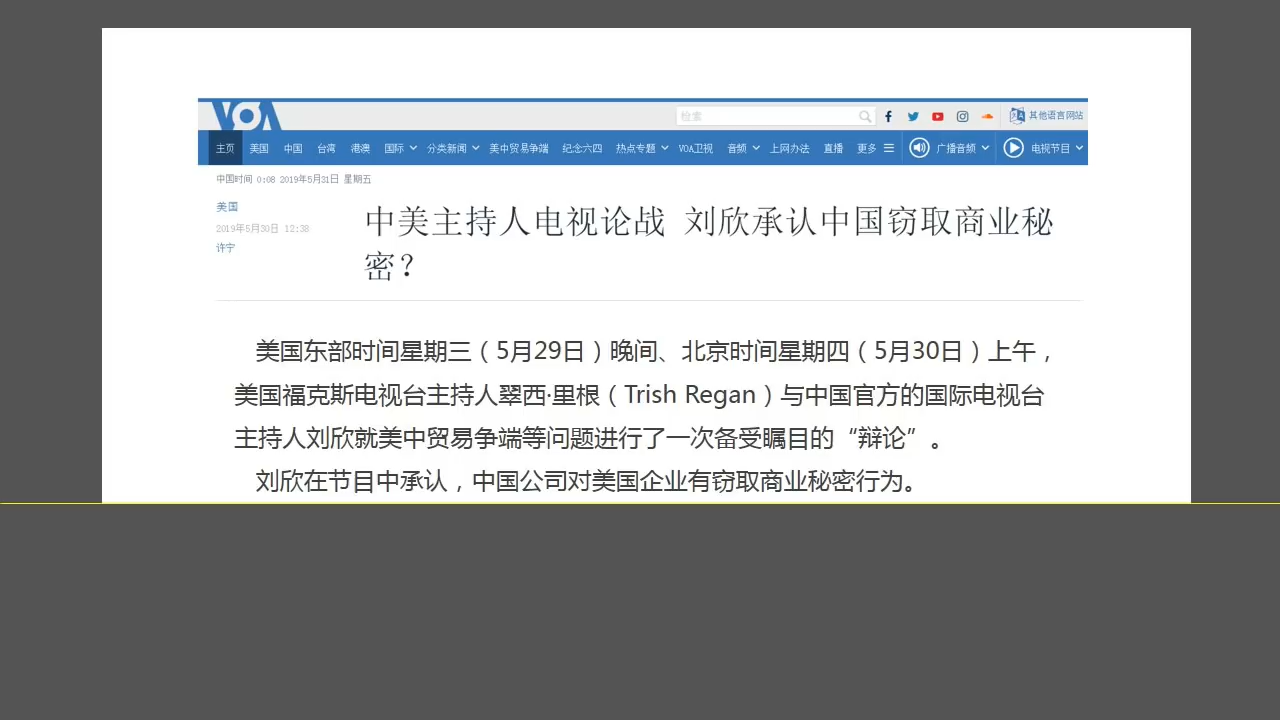 VOA
检索
其他语言网站
主页 美国 中国 台湾 港澳 国际 分类新闻 美中贸易争端 纪念六四 热点专题 VOA卫视 音频 上网办法 直播 更多 广播音频 电视节目
中国时间 0:08 2019年5月31日 星期五
美国
2019年5月30日 12:38
许宁
中美主持人电视论战 刘欣承认中国窃取商业秘
密?
美国东部时间星期三（5月29日）晚间、北京时间星期四（5月30日）上午，
美国福克斯电视台主持人翠西·里根（Trish Regan）与中国官方的国际电视台
主持人刘欣就美中贸易争端等问题进行了一次备受瞩目的“辩论”。
刘欣在节目中承认，中国公司对美国企业有窃取商业秘密行为。